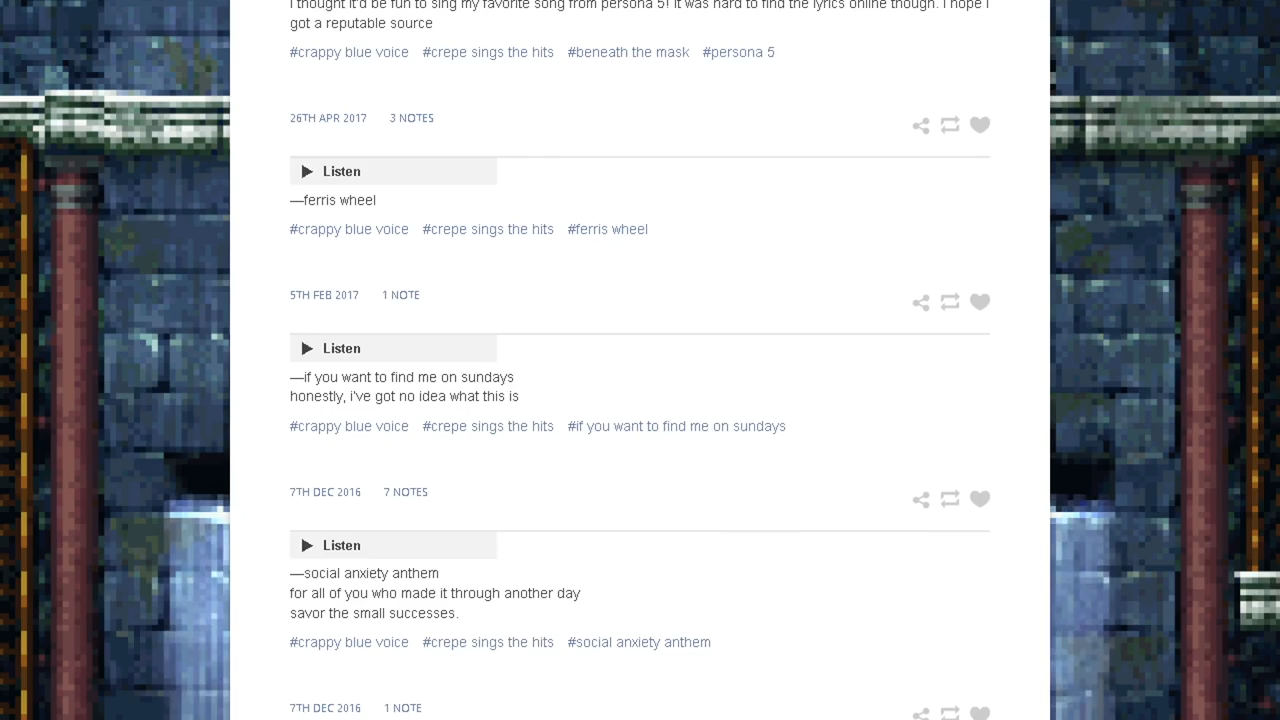 I thought it'd be fun to sing my favorite song from persona 5! It was hard to find the lyrics online though. I hope I
got a reputable source
#crappy blue voice #crepe sings the hits #beneath the mask #persona 5
26TH APR 2017 3 NOTES
Listen
—ferris wheel
#crappy blue voice #crepe sings the hits #ferris wheel
5TH FEB 2017 1 NOTE
Listen
—if you want to find me on sundays
honestly, i've got no idea what this is
#crappy blue voice #crepe sings the hits #if you want to find me on sundays
7TH DEC 2016 7 NOTES
Listen
—social anxiety anthem
for all of you who made it through another day
savor the small successes.
#crappy blue voice #crepe sings the hits #social anxiety anthem
7TH DEC 2016 1 NOTE